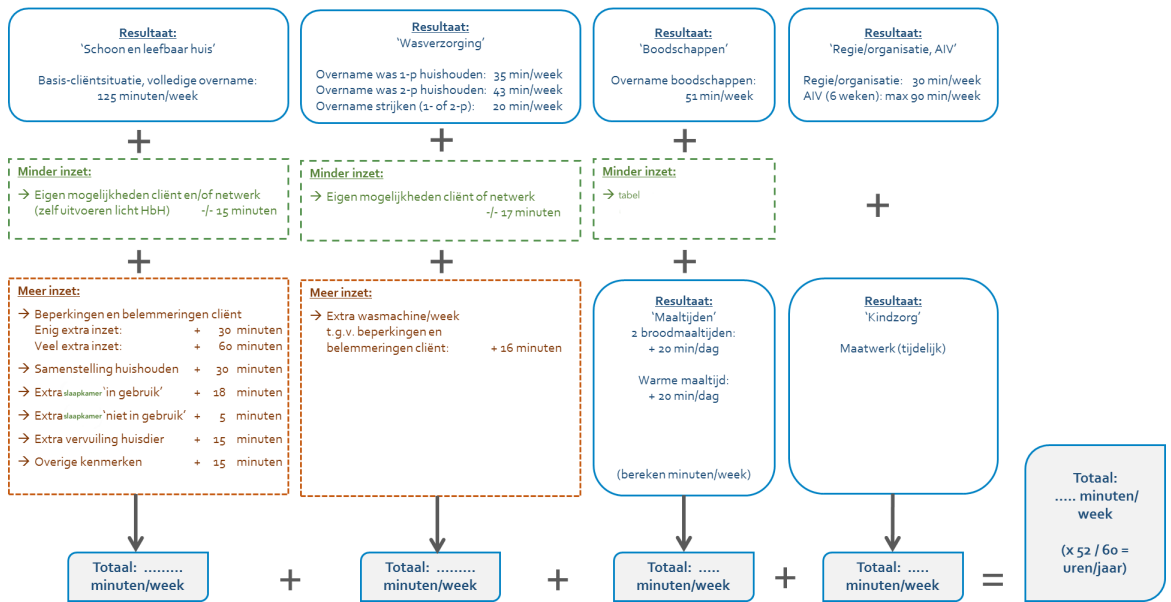 Resultaat:
‘Schoon en leefbaar huis’
Basis-cliëntsituatie, volledige overname:
125 minuten/week
+
Minder inzet:
→ Eigen mogelijkheden cliënt en/of netwerk
(zelf uitvoeren licht HbH) -/- 15 minuten
+
Meer inzet:
→ Beperkingen en belemmeringen cliënt
Enig extra inzet: + 30 minuten
Veel extra inzet: + 60 minuten
→ Samenstelling huishouden + 30 minuten
→ Extra slaapkamer ‘in gebruik’ + 18 minuten
→ Extra slaapkamer ‘niet in gebruik’ + 5 minuten
→ Extra vervuiling huisdier + 15 minuten
→ Overige kenmerken + 15 minuten
Totaal: .........
minuten/week
+
Resultaat:
‘Wasverzorging’
Overname was 1-p huishouden: 35 min/week
Overname was 2-p huishouden: 43 min/week
Overname strijken (1- of 2-p): 20 min/week
+
Minder inzet:
→ Eigen mogelijkheden cliënt of netwerk
-/- 17 minuten
+
Meer inzet:
→ Extra wasmachine/week
t.g.v. beperkingen en
belemmeringen cliënt: + 16 minuten
Totaal: .........
minuten/week
+
Resultaat:
‘Boodschappen’
Overname boodschappen:
51 min/week
+
Minder inzet:
→ tabel
+
Resultaat:
‘Maaltijden’
2 broodmaaltijden:
+ 20 min/dag
Warme maaltijd:
+ 20 min/dag
(bereken minuten/week)
Totaal: .....
minuten/week
+
Resultaat:
‘Regie/organisatie, AIV’
Regie/organisatie: 30 min/week
AIV (6 weken): max 90 min/week
+
Resultaat:
‘Kindzorg’
Maatwerk (tijdelijk)
Totaal: .....
minuten/week
=
Totaal:
..... minuten/
week
(x 52 / 60 =
uren/jaar)